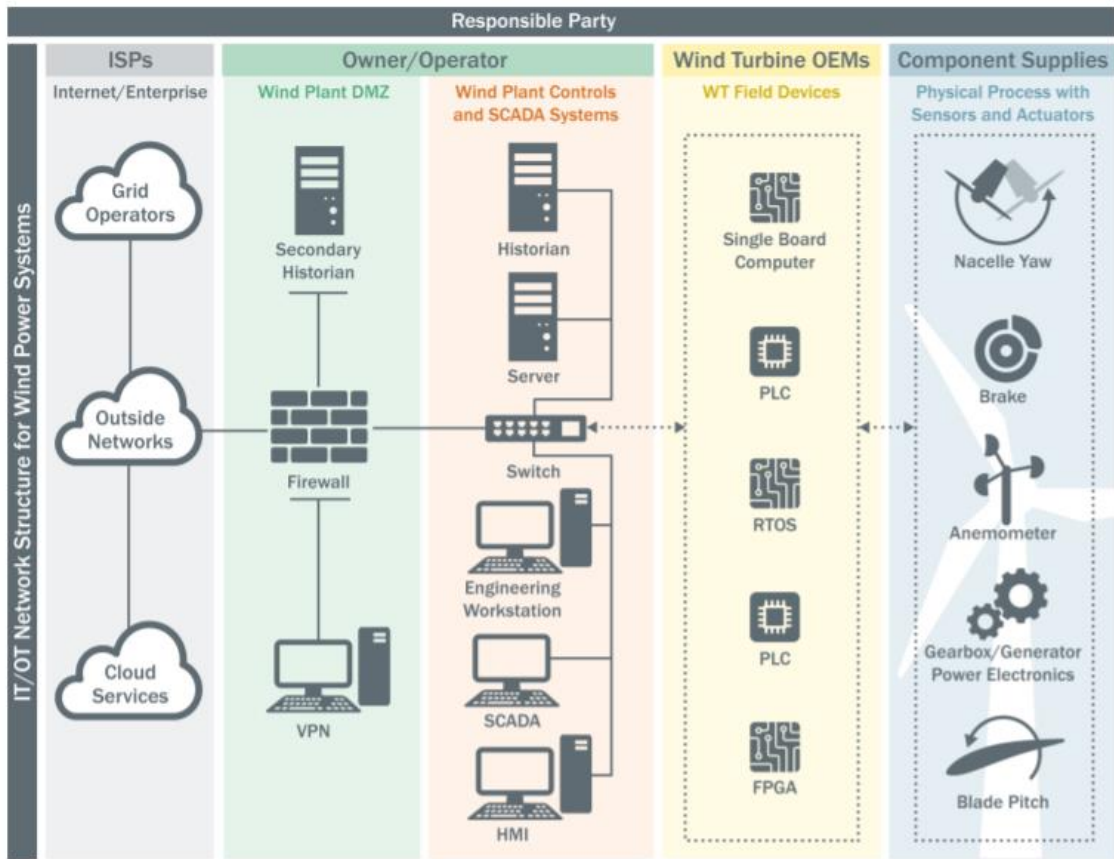 Responsible Party
IT/OT Network Structure for Wind Power Systems
ISPs
Internet/Enterprise
Grid
Operators
Outside
Networks
Cloud
Services
Owner/Operator
Wind Plant DMZ
Secondary
Historian
Firewall
VPN
Wind Plant Controls
and SCADA Systems
Historian
Server
Switch
Engineering
Workstation
SCADA
HMI
Wind Turbine OEMs
WT Field Devices
Single Board
Computer
PLC
RTOS
PLC
FPGA
Component Supplies
Physical Process with
Sensors and Actuators
Nacelle Yaw
Brake
Anemometer
Gearbox/Generator
Power Electronics
Blade Pitch